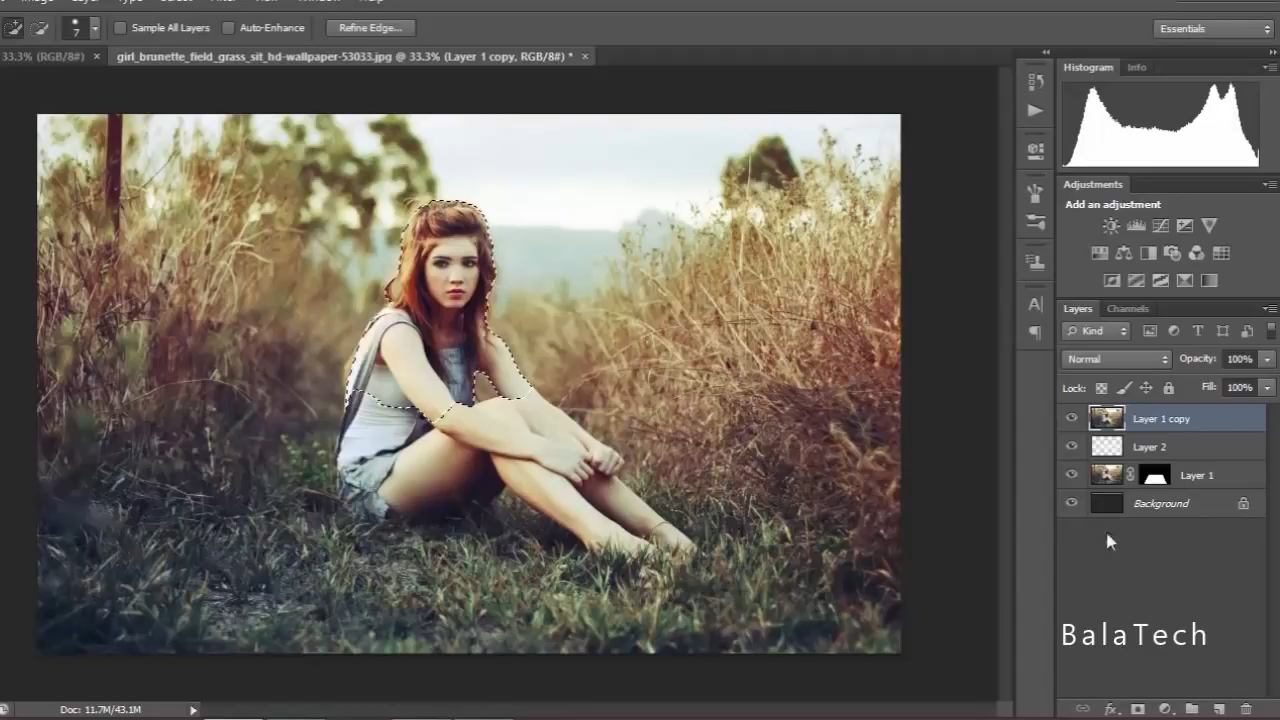 7 Sample All Layers Auto-Enhance Refine Edge... Essentials
33.3% (RGB/8#) × girl_brunette_field_grass_sit_hd-wallpaper-53033.jpg @ 33.3% (Layer 1 copy, RGB/8#) * ×
Histogram Info
Adjustments
Add an adjustment
Layers Channels
Kind
Normal Opacity: 100%
Lock: Fill: 100%
Layer 1 copy
Layer 2
Layer 1
Background
BalaTech
Doc: 11.7M/43.1M